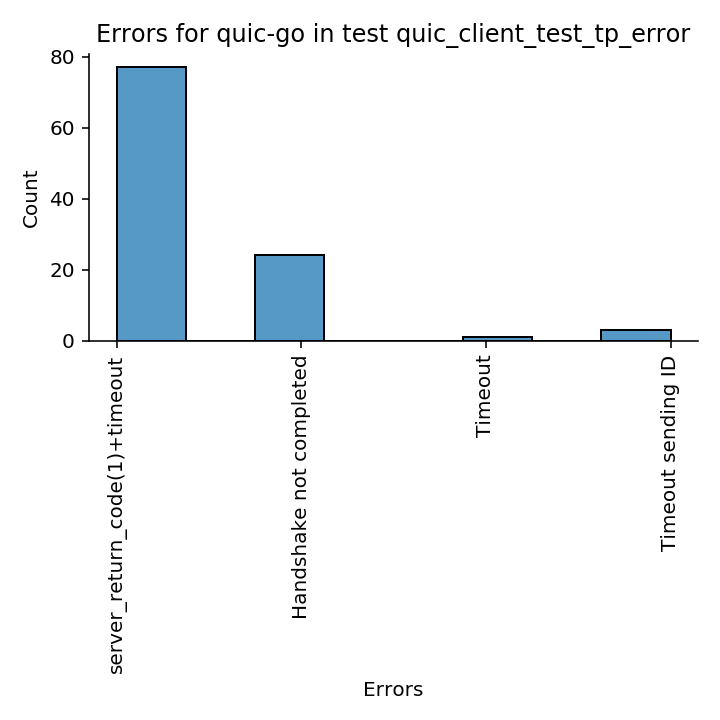 Errors for quic-go in test quic_client_test_tp_error
80
60
40
20
0
Count
server_return_code(1)+timeout
Handshake not completed
Timeout
Timeout sending ID
Errors